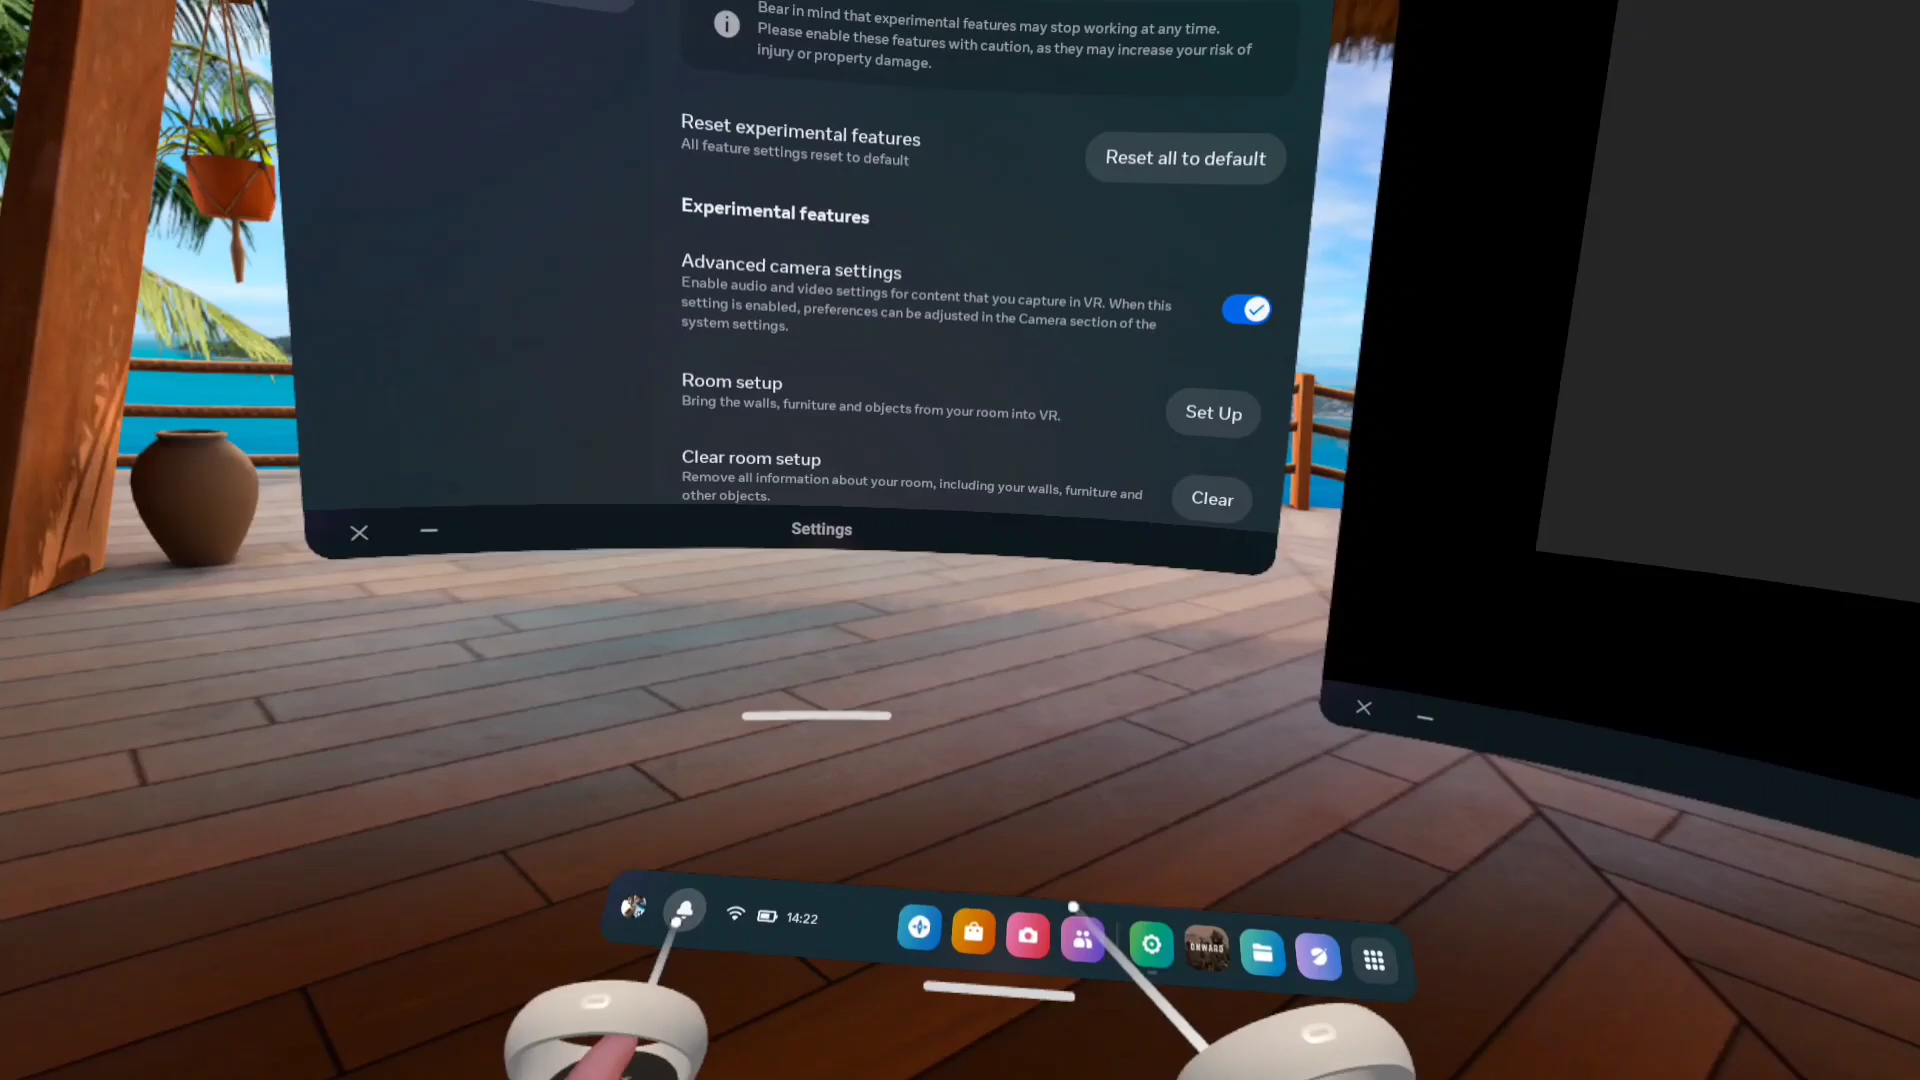 Bear in mind that experimental features may stop working at any time.
Please enable these features with caution, as they may increase your risk of
injury or property damage.
Reset experimental features
All feature settings reset to default
Reset all to default
Experimental features
Advanced camera settings
Enable audio and video settings for content that you capture in VR. When this
setting is enabled, preferences can be adjusted in the Camera section of the
system settings.
Room setup
Bring the walls, furniture and objects from your room into VR.
Set Up
Clear room setup
Remove all information about your room, including your walls, furniture and
other objects.
Clear
Settings
14:22
ONWARD